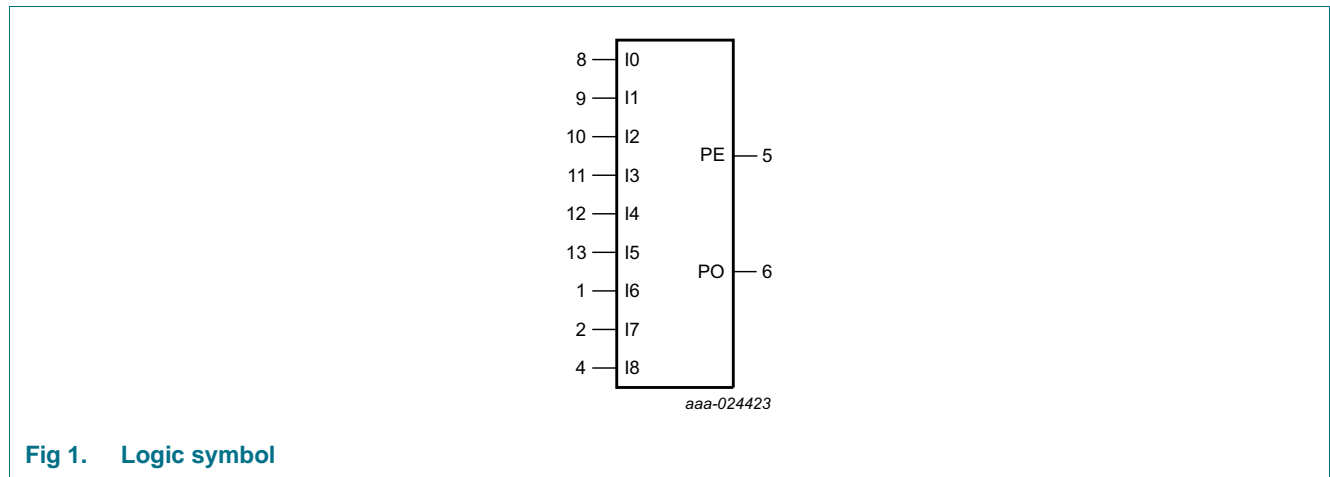 8 I0
9 I1
10 I2
11 I3
PE 5
12 I4
13 I5
PO 6
1 I6
2 I7
4 I8
aaa-024423
Fig 1. Logic symbol